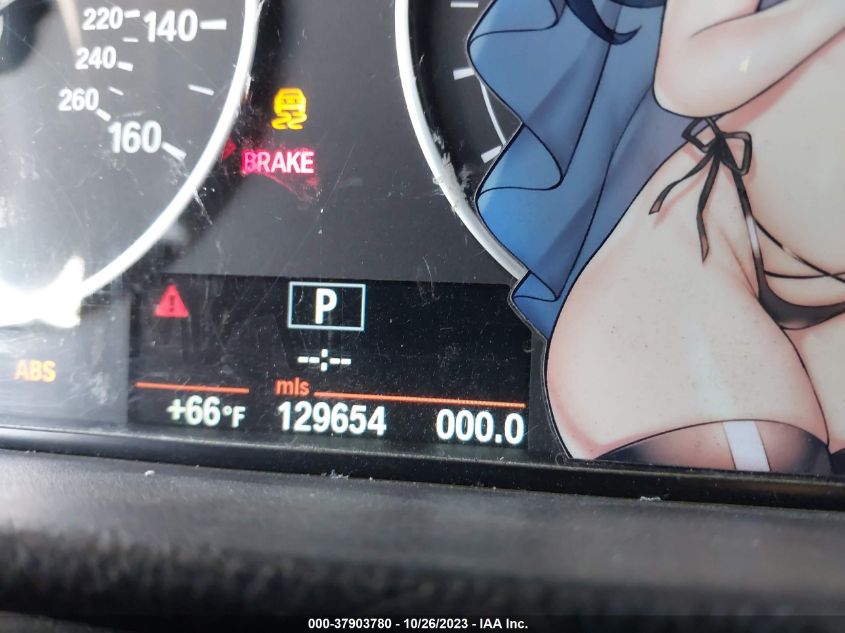 220 140
240
260
160
BRAKE
P
--:--
ABS
mls
+66°F 129654 000.0
000-37903780 - 10/26/2023 - IAA Inc.